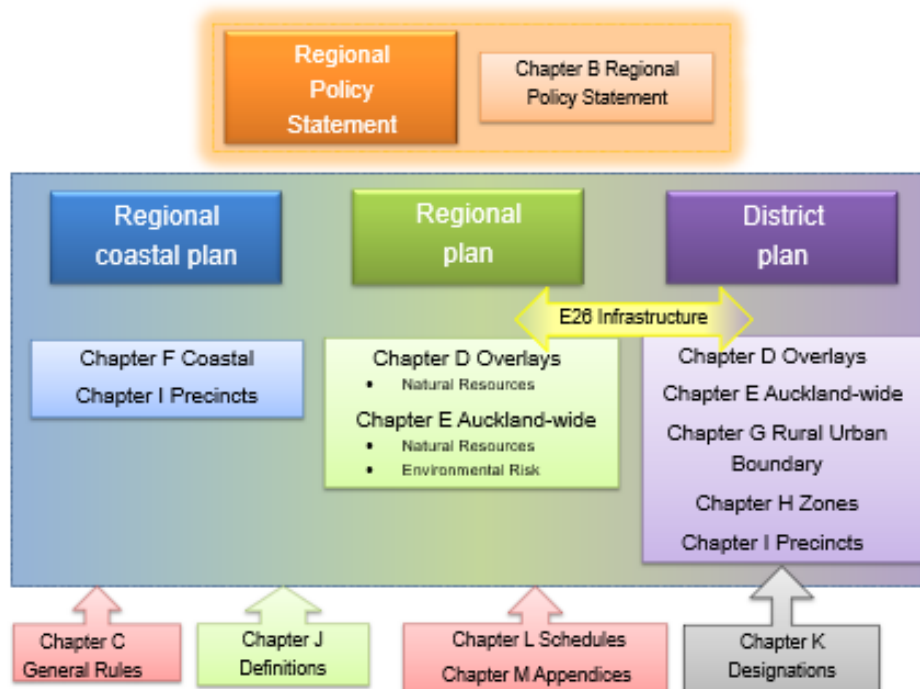 Regional
Policy
Statement
Chapter B Regional
Policy Statement
Regional
coastal plan
Regional
plan
District
plan
E26 Infrastructure
Chapter F Coastal
Chapter I Precincts
Chapter D Overlays
• Natural Resources
Chapter E Auckland-wide
• Natural Resources
• Environmental Risk
Chapter D Overlays
Chapter E Auckland-wide
Chapter G Rural Urban
Boundary
Chapter H Zones
Chapter I Precincts
Chapter C
General Rules
Chapter J
Definitions
Chapter L Schedules
Chapter M Appendices
Chapter K
Designations